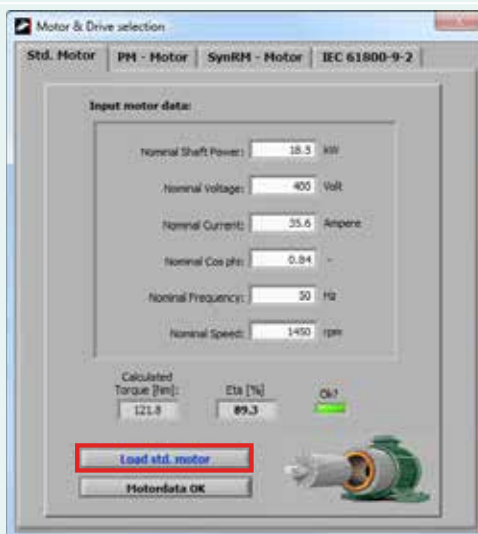 Motor & Drive selection
Std. Motor PM - Motor SynRM - Motor IEC 61800-9-2
Input motor data:
Nominal Shaft Power: 18.5 kW
Nominal Voltage: 400 Volt
Nominal Current: 35.6 Ampere
Nominal Cos phi: 0.84 -
Nominal Frequency: 50 Hz
Nominal Speed: 1450 rpm
Calculated
Torque [Nm]: Eta [%] Ok?
121.8 89.3
Load std. motor
Motordata OK